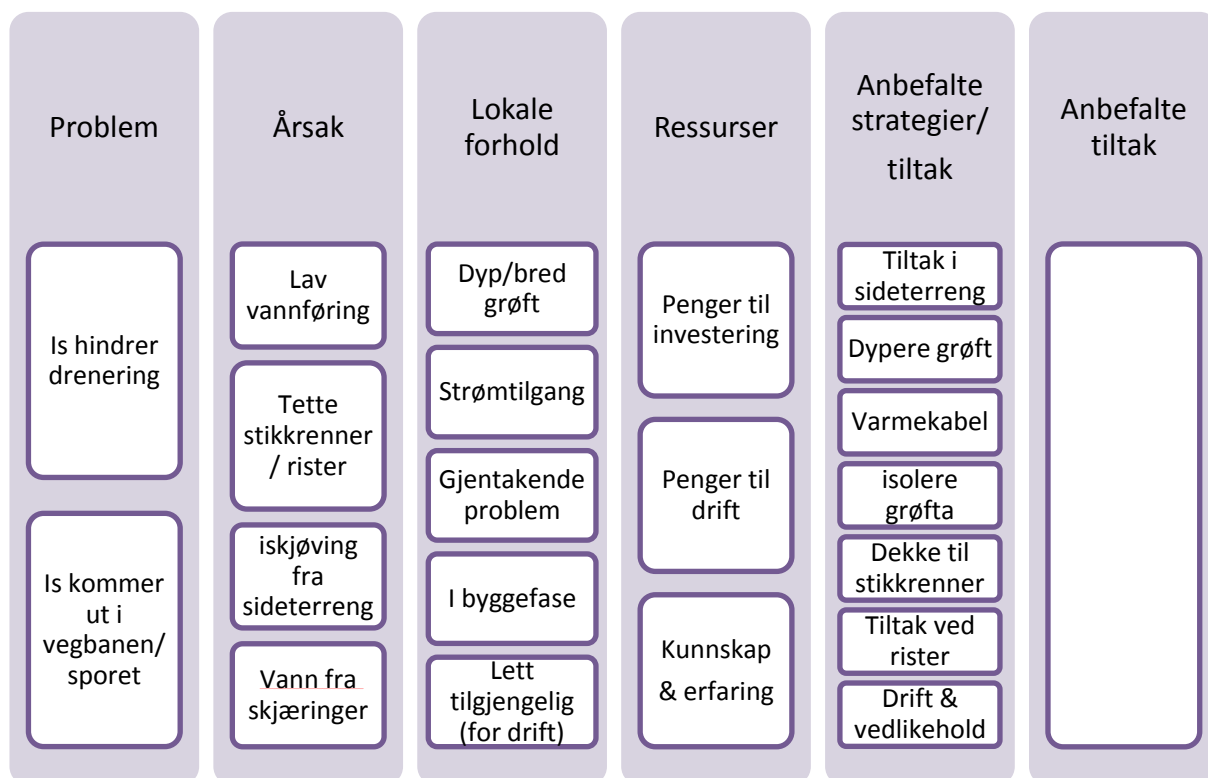 Problem
Is hindrer
drenering
Is kommer
ut i
vegbanen/
sporet
Årsak
Lav
vannføring
Tette
stikkrenner
/ rister
iskjøving
fra
sideterreng
Vann fra
skjæringer
Lokale
forhold
Dyp/bred
grøft
Strømtilgang
Gjentakende
problem
I byggefase
Lett
tilgjengelig
(for drift)
Ressurser
Penger til
investering
Penger til
drift
Kunnskap
& erfaring
Anbefalte
strategier/
tiltak
Tiltak i
sideterreng
Dypere grøft
Varmekabel
isolere
grøfta
Dekke til
stikkrenner
Tiltak ved
rister
Drift &
vedlikehold
Anbefalte
tiltak